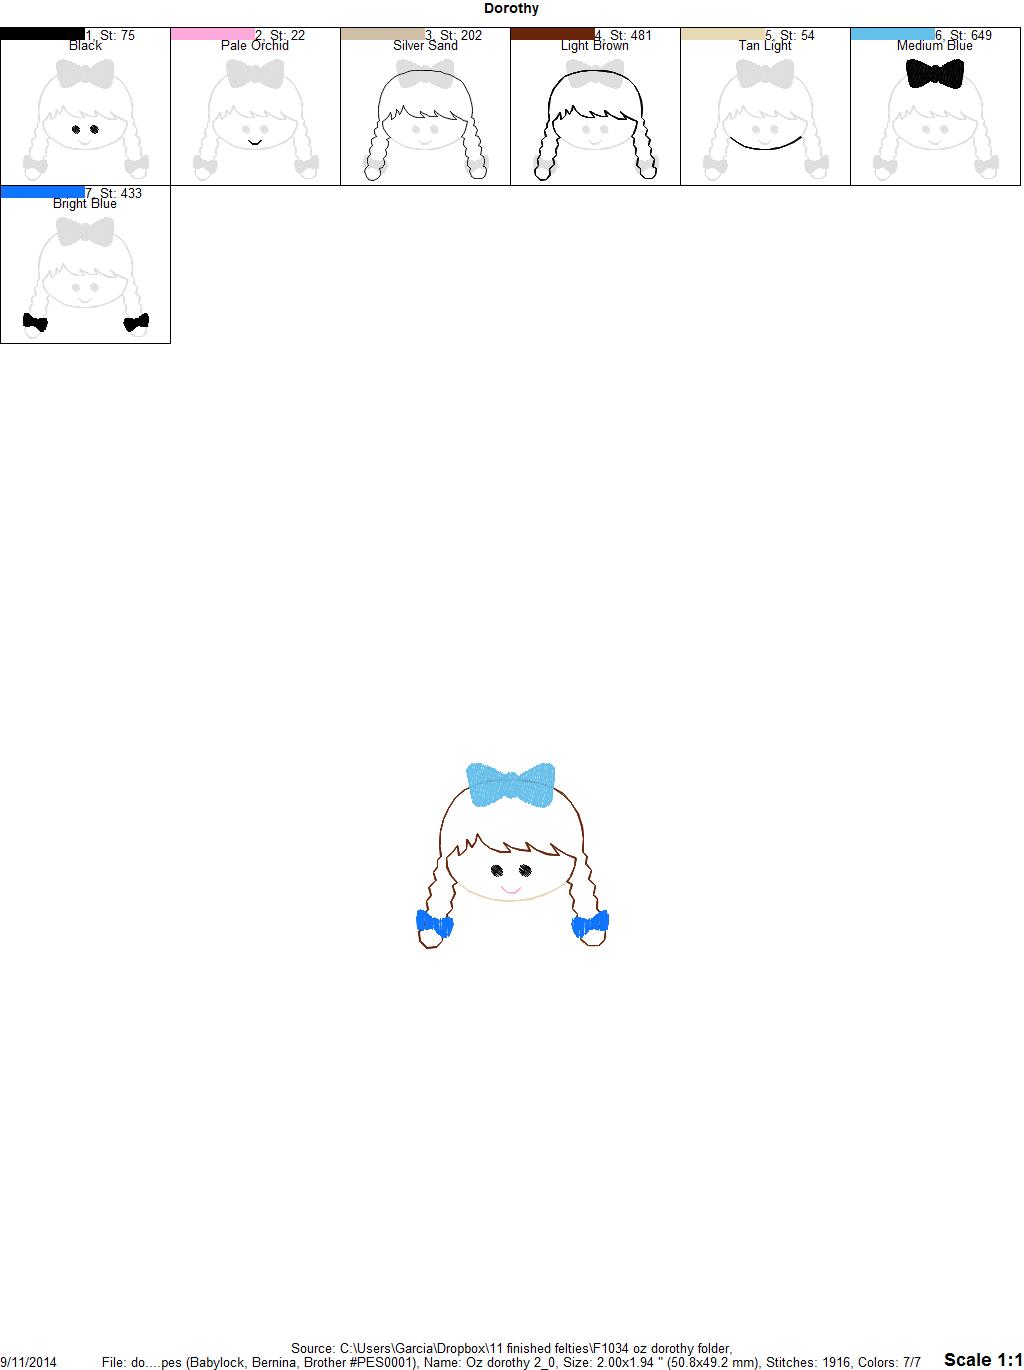 Dorothy
1, St: 75
Black
2, St: 22
Pale Orchid
3, St: 202
Silver Sand
4, St: 481
Light Brown
5, St: 54
Tan Light
6, St: 649
Medium Blue
7, St: 433
Bright Blue
Source: C:\Users\Garcia\Dropbox\11 finished felties\F1034 oz dorothy folder,
9/11/2014 File: do....pes (Babylock, Bernina, Brother #PES0001), Name: Oz dorothy 2_0, Size: 2.00x1.94 " (50.8x49.2 mm), Stitches: 1916, Colors: 7/7 Scale 1:1